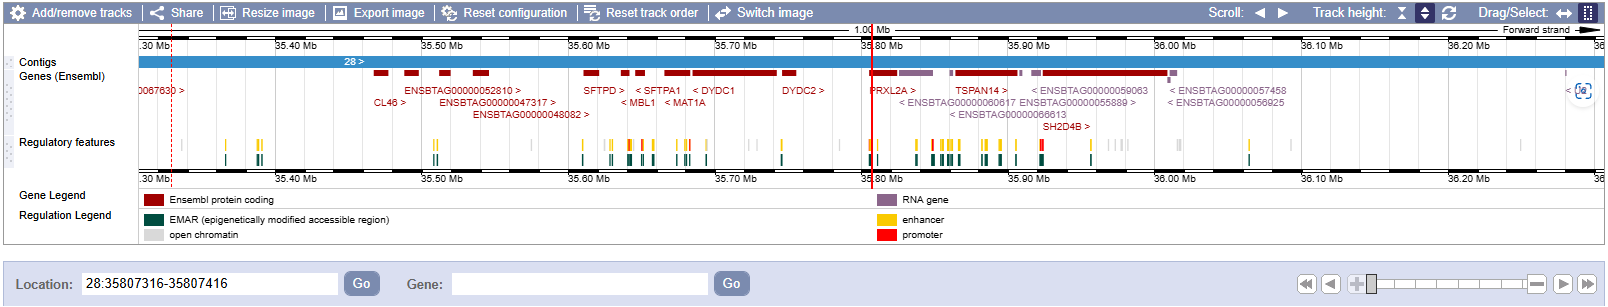 Add/remove tracks Share Resize image Export image Reset configuration Reset track order Switch image Scroll: Track height: Drag/Select:
1.00 Mb Forward strand
.30 Mb 35.40 Mb 35.50 Mb 35.60 Mb 35.70 Mb 35.80 Mb 35.90 Mb 36.00 Mb 36.10 Mb 36.20 Mb 36
Contigs 28 >
Genes (Ensembl)
0067630 > ENSBTAG00000052810 > SFTPD > < SFTPA1 < DYDC1 DYDC2 > PRXL2A > TSPAN14 > < ENSBTAG00000059063 < ENSBTAG00000057458
CL46 > ENSBTAG00000047317 > < MBL1 < MAT1A < ENSBTAG00000060617 ENSBTAG00000055889 > < ENSBTAG00000056925
ENSBTAG00000048082 > < ENSBTAG00000066613
SH2D4B >
Regulatory features
.30 Mb 35.40 Mb 35.50 Mb 35.60 Mb 35.70 Mb 35.80 Mb 35.90 Mb 36.00 Mb 36.10 Mb 36.20 Mb 36
Gene Legend Ensembl protein coding RNA gene
Regulation Legend EMAR (epigenetically modified accessible region) enhancer
open chromatin promoter
Location: 28:35807316-35807416 Go Gene: Go